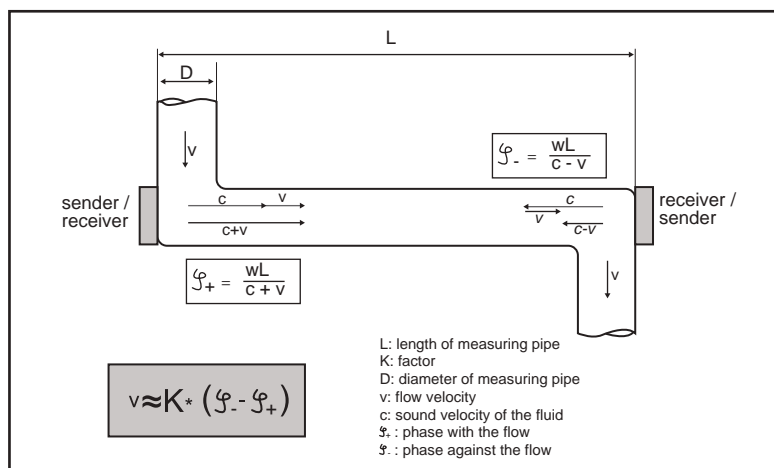 L
D
v
𝒴₋ = wL / c - v
sender /
receiver
c v
c+v
c
v
c-v
receiver /
sender
𝒴₊ = wL / c + v
v
v≈K* (𝒴₋ - 𝒴₊)
L: length of measuring pipe
K: factor
D: diameter of measuring pipe
v: flow velocity
c: sound velocity of the fluid
𝒴₊ : phase with the flow
𝒴₋ : phase against the flow